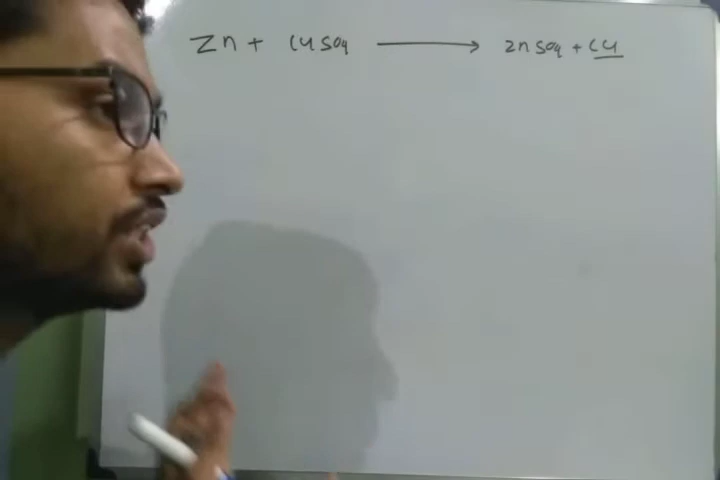 Zn + CuSO4 → ZnSO4 + Cu